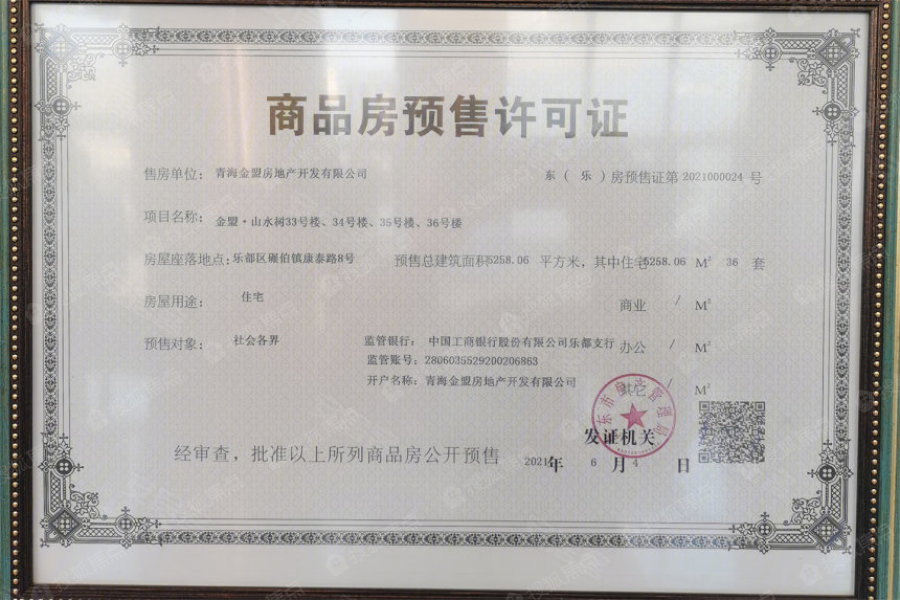 商品房预售许可证
售房单位：青海金盟房地产开发有限公司 东（ 乐 ）房预售证第 2021000024 号
项目名称：金盟·山水树33号楼、34号楼、35号楼、36号楼
房屋座落地点：乐都区碾伯镇康泰路8号 预售总建筑面积5258.06 平方米，其中住宅5258.06 M² 36 套
房屋用途： 住宅 商业 / M²
预售对象： 社会各界 监管银行： 中国工商银行股份有限公司乐都支行 办公 / M²
监管账号：2806035529200206863
开户名称：青海金盟房地产开发有限公司 其它 / M²
发证机关
经审查，批准以上所列商品房公开预售 2021年 6 月 4 日